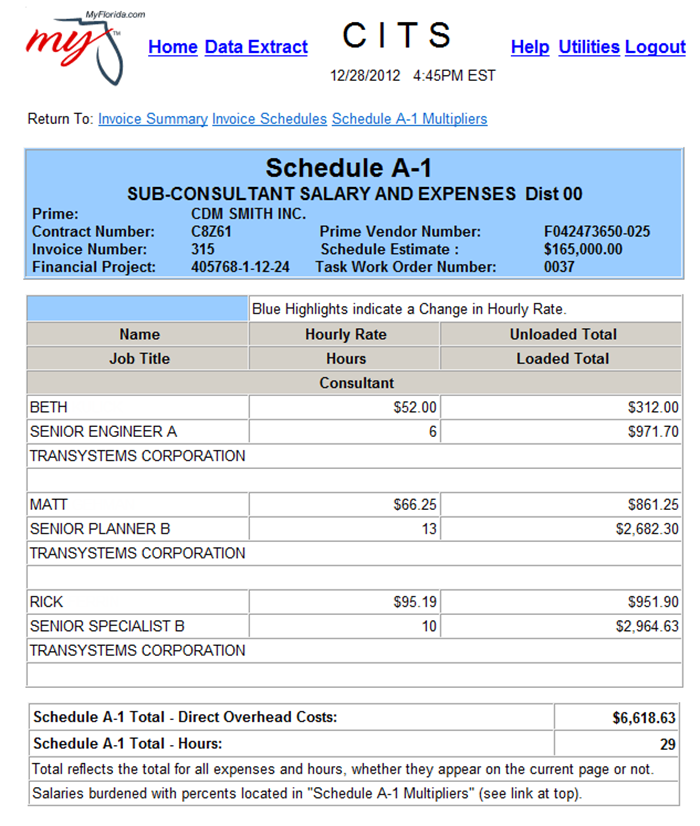 MyFlorida.com
my
TM
Home Data Extract
C I T S
Help Utilities Logout
12/28/2012 4:45PM EST
Return To: Invoice Summary Invoice Schedules Schedule A-1 Multipliers
Schedule A-1
SUB-CONSULTANT SALARY AND EXPENSES Dist 00
Prime: CDM SMITH INC.
Contract Number: C8Z61 Prime Vendor Number: F042473650-025
Invoice Number: 315 Schedule Estimate : $165,000.00
Financial Project: 405768-1-12-24 Task Work Order Number: 0037
Blue Highlights indicate a Change in Hourly Rate.
Name Hourly Rate Unloaded Total
Job Title Hours Loaded Total
Consultant
BETH $52.00 $312.00
SENIOR ENGINEER A 6 $971.70
TRANSYSTEMS CORPORATION
MATT $66.25 $861.25
SENIOR PLANNER B 13 $2,682.30
TRANSYSTEMS CORPORATION
RICK $95.19 $951.90
SENIOR SPECIALIST B 10 $2,964.63
TRANSYSTEMS CORPORATION
Schedule A-1 Total - Direct Overhead Costs: $6,618.63
Schedule A-1 Total - Hours: 29
Total reflects the total for all expenses and hours, whether they appear on the current page or not.
Salaries burdened with percents located in "Schedule A-1 Multipliers" (see link at top).